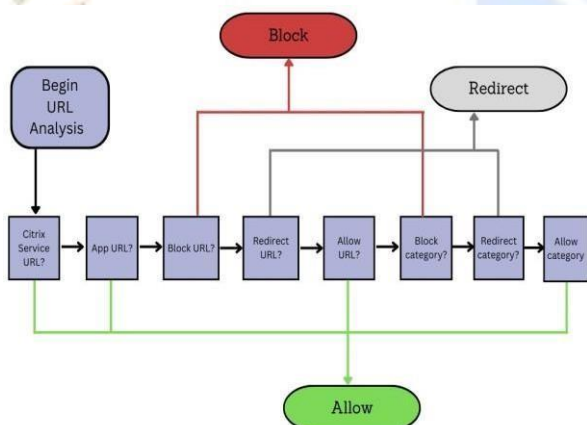 Block
Begin
URL
Analysis
Redirect
Citrix
Service
URL?
App URL?
Block URL?
Redirect
URL?
Allow
URL?
Block
category?
Redirect
category?
Allow
category
Allow